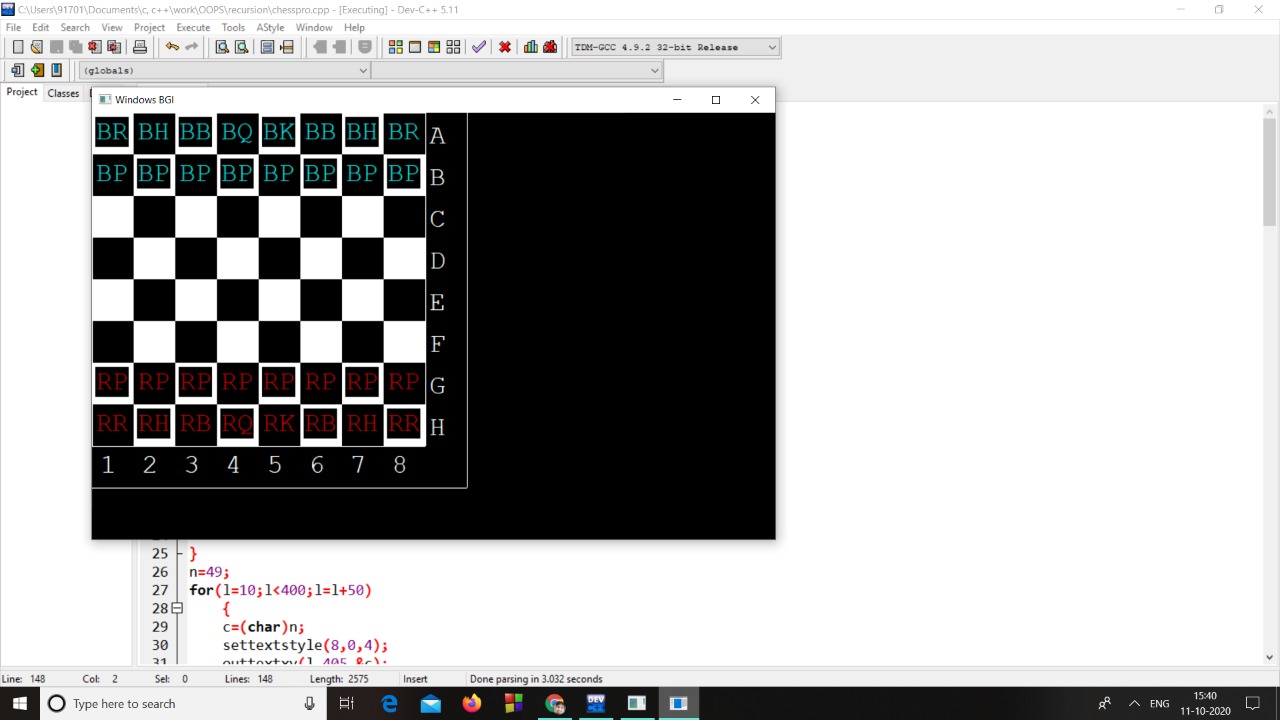 C:\Users\91701\Documents\c, c++\work\OOPS\recursion\chesspro.cpp - [Executing] - Dev-C++ 5.11
File Edit Search View Project Execute Tools AStyle Window Help
TDM-GCC 4.9.2 32-bit Release
(globals)
Project Classes
Windows BGI
BR BH BB BQ BK BB BH BR A
BP BP BP BP BP BP BP BP B
C
D
E
F
RP RP RP RP RP RP RP RP G
RR RH RB RQ RK RB RH RR H
1 2 3 4 5 6 7 8
25 }
26 n=49;
27 for(l=10;l<400;l=l+50)
28 {
29 c=(char)n;
30 settextstyle(8,0,4);
31 outtextxy(l,405,&c);
Line: 148 Col: 2 Sel: 0 Lines: 148 Length: 2575 Insert Done parsing in 3.032 seconds
Type here to search
DEV
ENG
15:40
11-10-2020